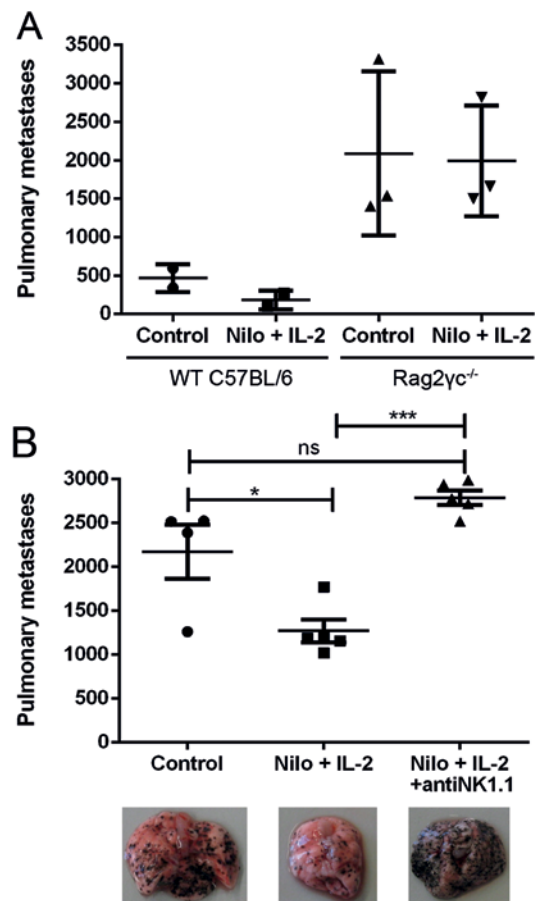 A
Pulmonary metastases
3500
3000
2500
2000
1500
1000
500
0
Control Nilo + IL-2 Control Nilo + IL-2
WT C57BL/6 Rag2γc-/-
B
***
ns
*
Pulmonary metastases
3000
2500
2000
1500
1000
500
0
Control Nilo + IL-2 Nilo + IL-2
+antiNK1.1